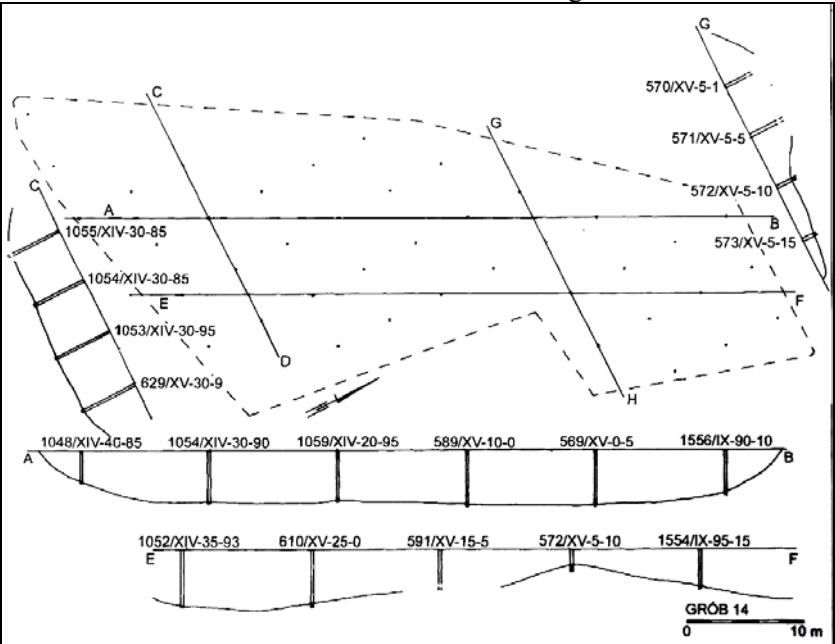 G
570/XV-5-1
C
G
571/XV-5-5
C
572/XV-5-10
A
B
1055/XIV-30-85
573/XV-5-15
1054/XIV-30-85
E
F
1053/XIV-30-95
D
629/XV-30-9
H
1048/XIV-40-85 1054/XIV-30-90 1059/XIV-20-95 589/XV-10-0 569/XV-0-5 1556/IX-90-10
A B
1052/XIV-35-93 610/XV-25-0 591/XV-15-5 572/XV-5-10 1554/IX-95-15
E F
GRÓB 14
0 10 m